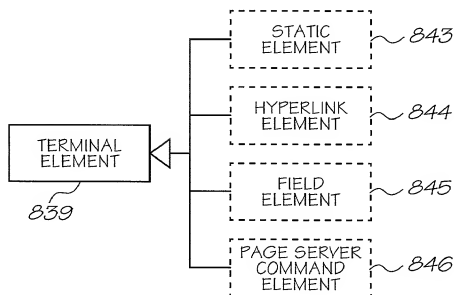 STATIC
ELEMENT
843
HYPERLINK
ELEMENT
844
TERMINAL
ELEMENT
839
FIELD
ELEMENT
845
PAGE SERVER
COMMAND
ELEMENT
846